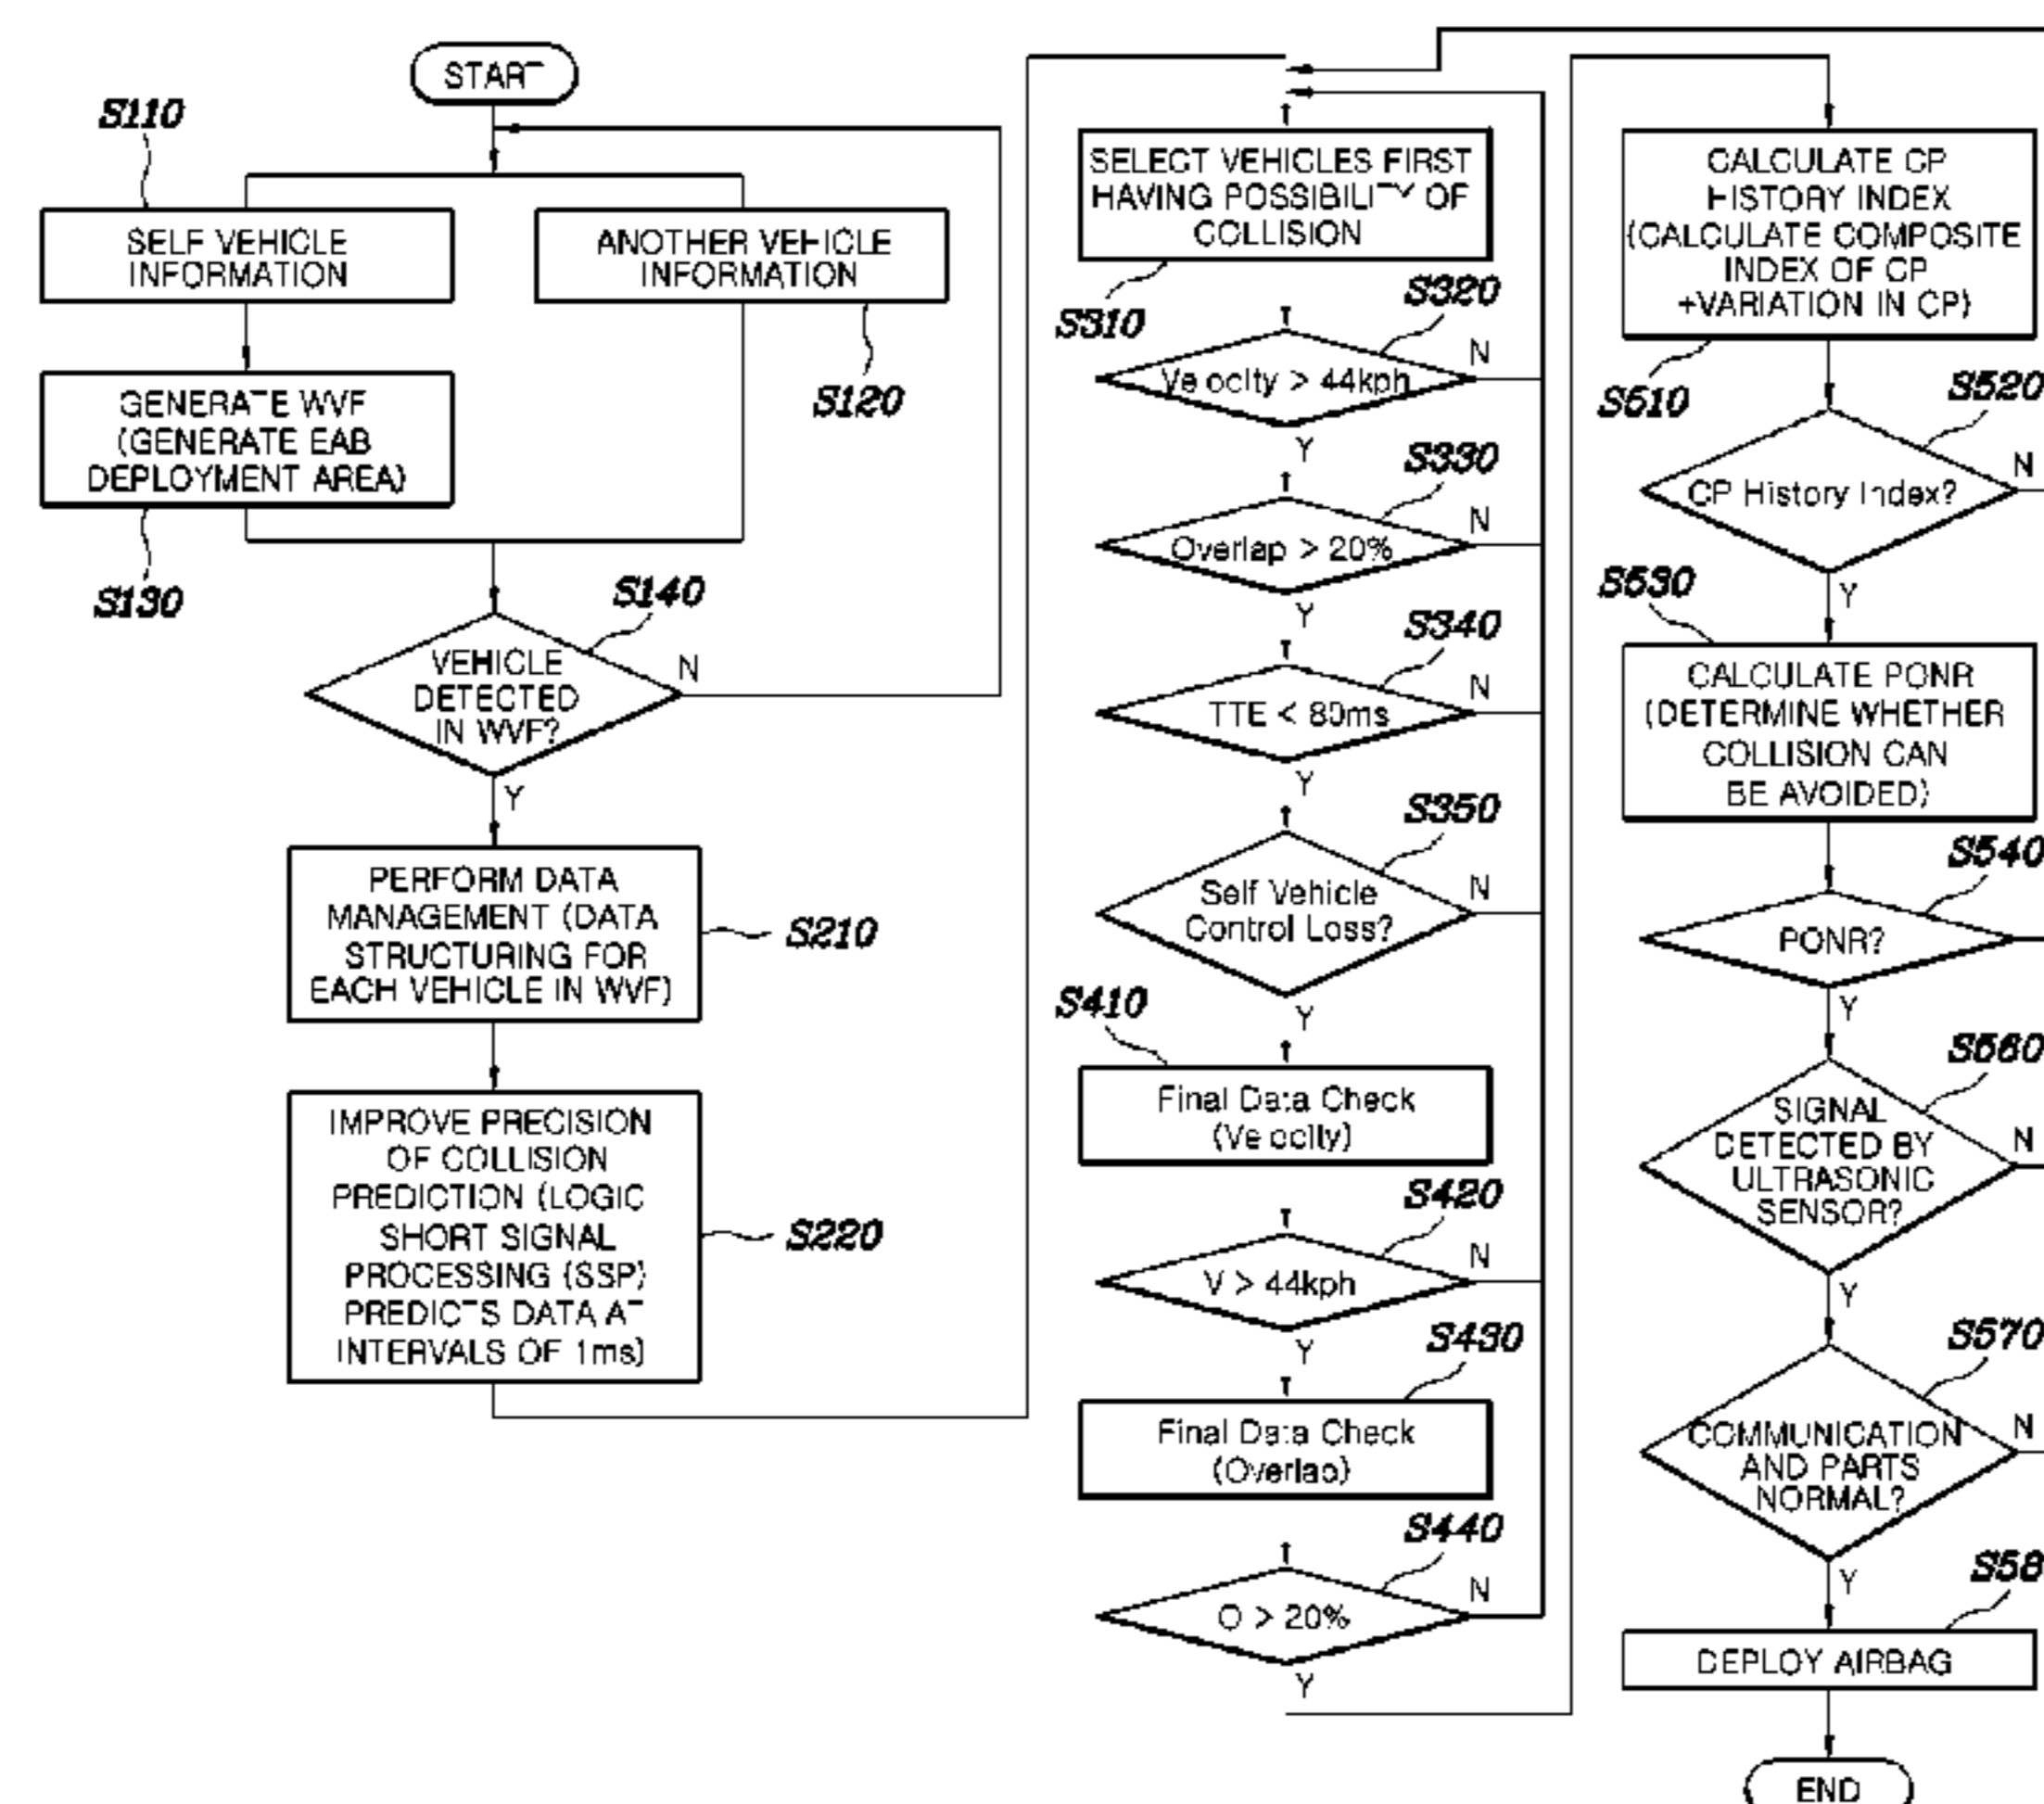 START
S110
SELF VEHICLE
INFORMATION
ANOTHER VEHICLE
INFORMATION
S120
GENERATE WVF
(GENERATE EAB
DEPLOYMENT AREA)
S130
S140
VEHICLE
DETECTED
IN WVF?
N
Y
PERFORM DATA
MANAGEMENT (DATA
STRUCTURING FOR
EACH VEHICLE IN WVF)
S210
IMPROVE PRECISION
OF COLLISION
PREDICTION (LOGIC
SHORT SIGNAL
PROCESSING (SSP)
PREDICTS DATA AT
INTERVALS OF 1ms)
S220
SELECT VEHICLES FIRST
HAVING POSSIBILITY OF
COLLISION
S310
S320
Velocity > 44kph
N
Y
S330
Overlap > 20%
N
Y
S340
TTE < 80ms
N
Y
S350
Self Vehicle
Control Loss?
N
Y
S410
Final Data Check
(Velocity)
S420
V > 44kph
N
Y
S430
Final Data Check
(Overlap)
S440
O > 20%
N
Y
CALCULATE CP
HISTORY INDEX
(CALCULATE COMPOSITE
INDEX OF CP
+VARIATION IN CP)
S510
S520
CP History Index?
N
Y
S530
CALCULATE PONR
(DETERMINE WHETHER
COLLISION CAN
BE AVOIDED)
S540
PONR?
Y
S560
SIGNAL
DETECTED BY
ULTRASONIC
SENSOR?
N
Y
S570
COMMUNICATION
AND PARTS
NORMAL?
N
Y
S58
DEPLOY AIRBAG
END